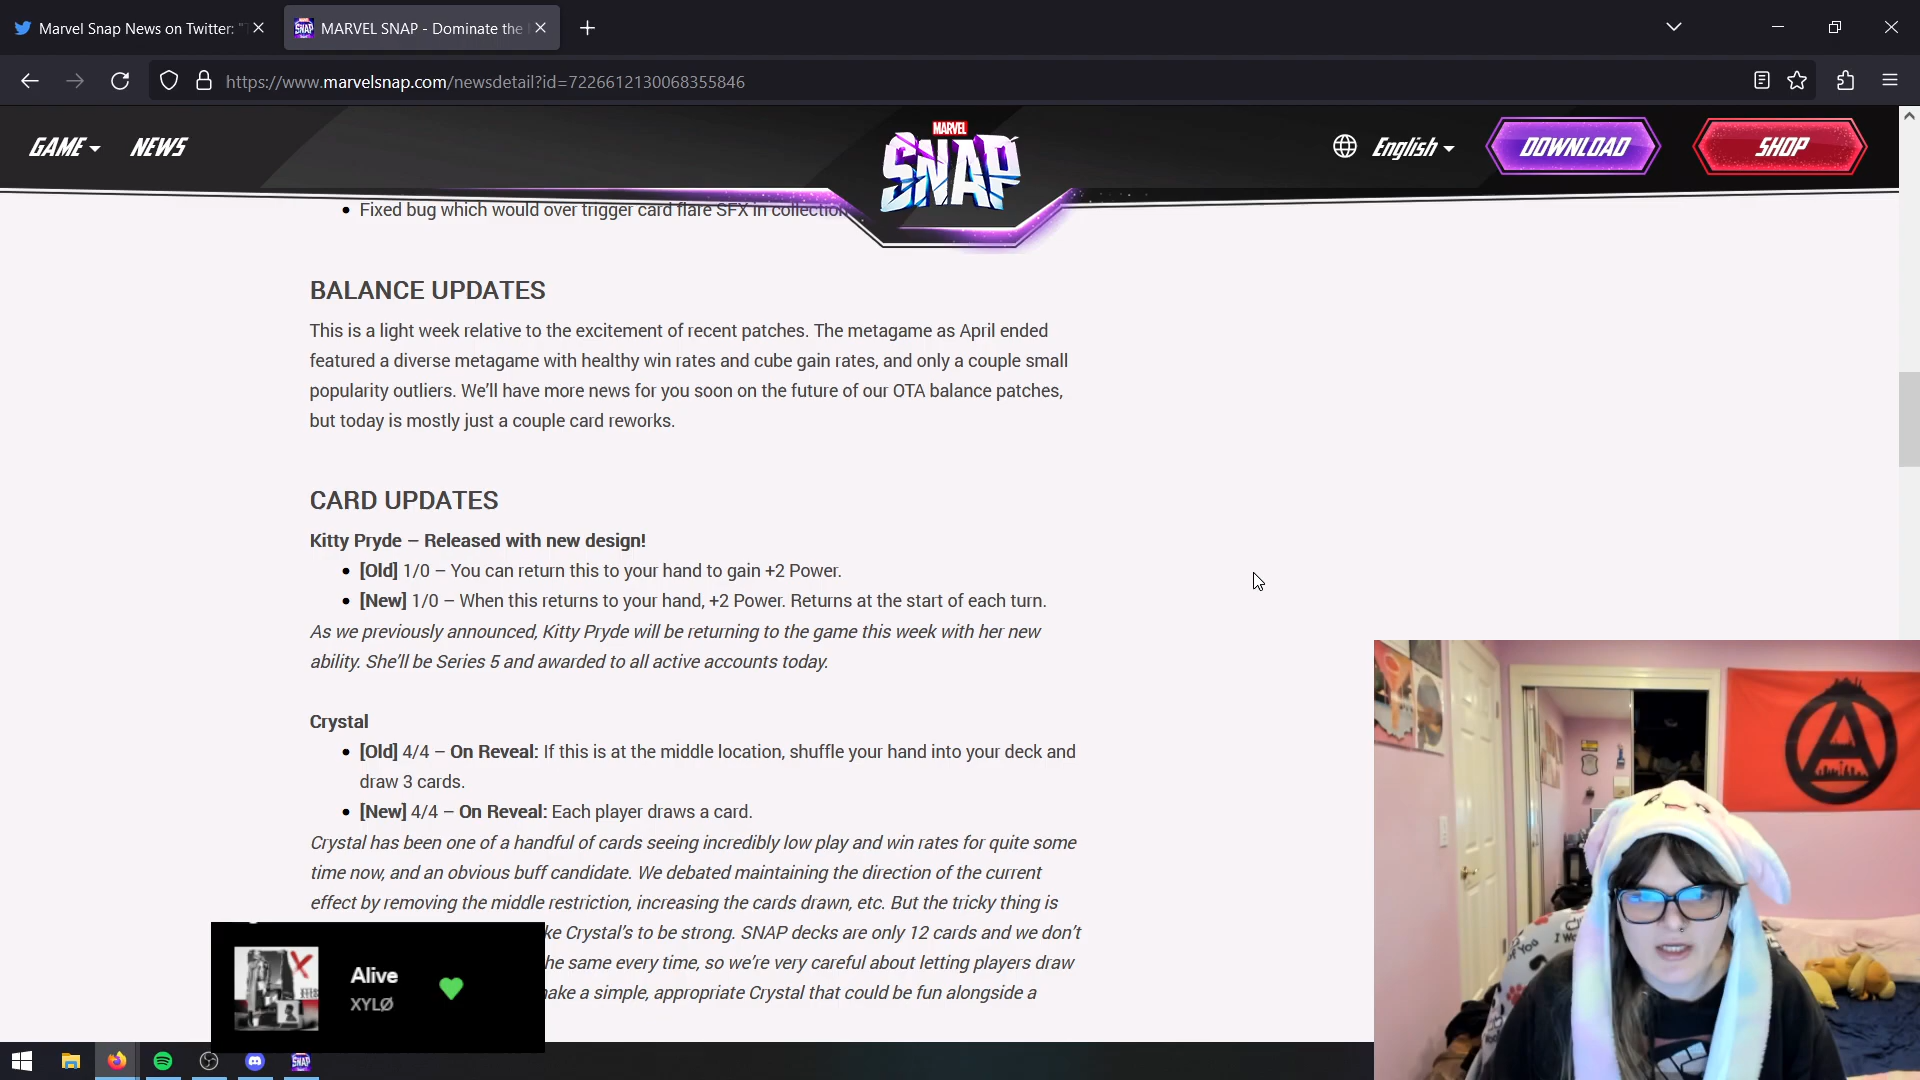 Marvel Snap News on Twitter: "T
MARVEL SNAP - Dominate the
https://www.marvelsnap.com/newsdetail?id=7226612130068355846
GAME
NEWS
MARVEL
SNAP
English
DOWNLOAD
SHOP
Fixed bug which would over trigger card flare SFX in collection
BALANCE UPDATES
This is a light week relative to the excitement of recent patches. The metagame as April ended
featured a diverse metagame with healthy win rates and cube gain rates, and only a couple small
popularity outliers. We'll have more news for you soon on the future of our OTA balance patches,
but today is mostly just a couple card reworks.
CARD UPDATES
Kitty Pryde – Released with new design!
[Old] 1/0 – You can return this to your hand to gain +2 Power.
[New] 1/0 – When this returns to your hand, +2 Power. Returns at the start of each turn.
As we previously announced, Kitty Pryde will be returning to the game this week with her new
ability. She'll be Series 5 and awarded to all active accounts today.
Crystal
[Old] 4/4 – On Reveal: If this is at the middle location, shuffle your hand into your deck and
draw 3 cards.
[New] 4/4 – On Reveal: Each player draws a card.
Crystal has been one of a handful of cards seeing incredibly low play and win rates for quite some
time now, and an obvious buff candidate. We debated maintaining the direction of the current
effect by removing the middle restriction, increasing the cards drawn, etc. But the tricky thing is
ke Crystal's to be strong. SNAP decks are only 12 cards and we don't
he same every time, so we're very careful about letting players draw
ake a simple, appropriate Crystal that could be fun alongside a
Alive
XYLØ